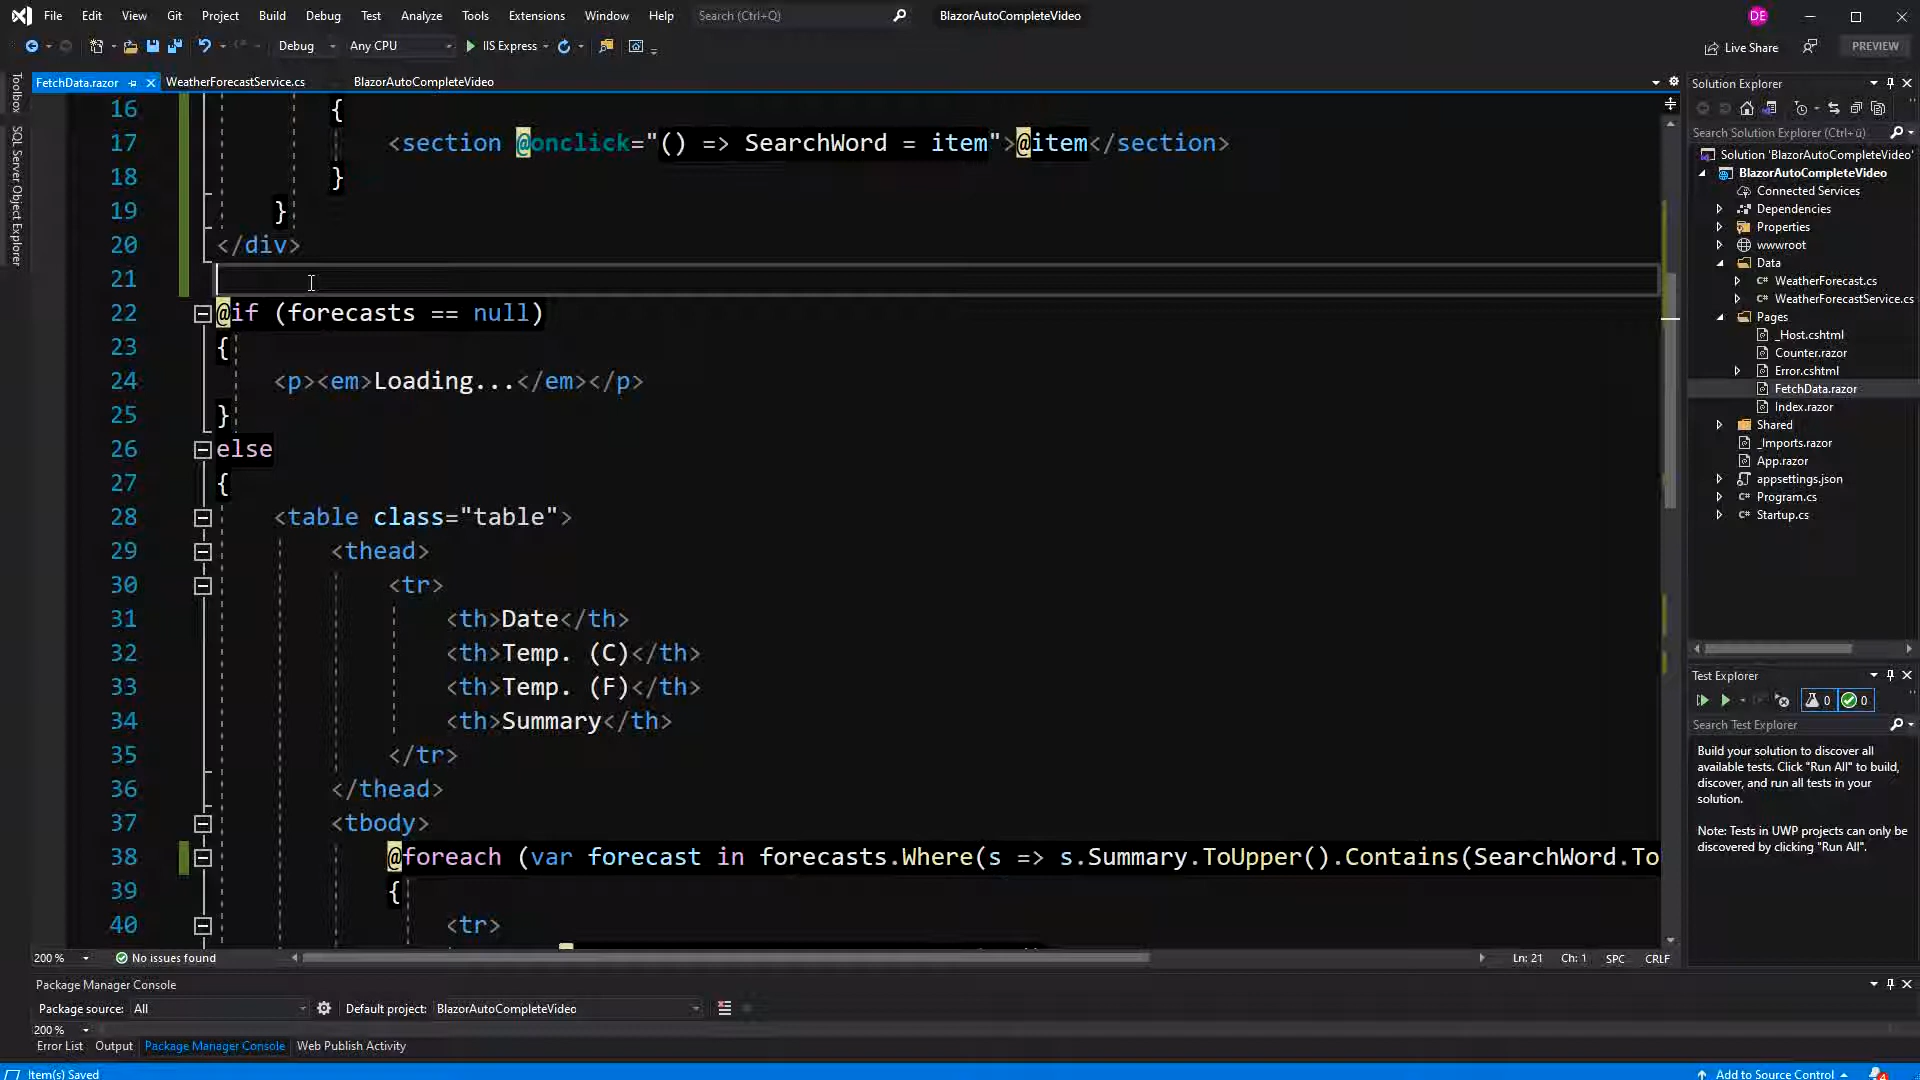 File Edit View Git Project Build Debug Test Analyze Tools Extensions Window Help Search (Ctrl+Q) BlazorAutoCompleteVideo DE
Debug Any CPU IIS Express Live Share PREVIEW
Toolbox
SQL Server Object Explorer
FetchData.razor WeatherForecastService.cs BlazorAutoCompleteVideo
16 {
17 <section @onclick="() => SearchWord = item">@item</section>
18 }
19 }
20 </div>
21
22 @if (forecasts == null)
23 {
24 <p><em>Loading...</em></p>
25 }
26 else
27 {
28 <table class="table">
29 <thead>
30 <tr>
31 <th>Date</th>
32 <th>Temp. (C)</th>
33 <th>Temp. (F)</th>
34 <th>Summary</th>
35 </tr>
36 </thead>
37 <tbody>
38 @foreach (var forecast in forecasts.Where(s => s.Summary.ToUpper().Contains(SearchWord.To
39 {
40 <tr>
200 % No issues found Ln: 21 Ch: 1 SPC CRLF
Solution Explorer
Search Solution Explorer (Ctrl+ü)
Solution 'BlazorAutoCompleteVideo'
BlazorAutoCompleteVideo
Connected Services
Dependencies
Properties
wwwroot
Data
C# WeatherForecast.cs
C# WeatherForecastService.cs
Pages
_Host.cshtml
Counter.razor
Error.cshtml
FetchData.razor
Index.razor
Shared
_Imports.razor
App.razor
appsettings.json
C# Program.cs
C# Startup.cs
Test Explorer
0 0
Search Test Explorer
Build your solution to discover all
available tests. Click "Run All" to build,
discover, and run all tests in your
solution.
Note: Tests in UWP projects can only be
discovered by clicking "Run All".
Package Manager Console
Package source: All Default project: BlazorAutoCompleteVideo
200 %
Error List Output Package Manager Console Web Publish Activity
Item(s) Saved Add to Source Control